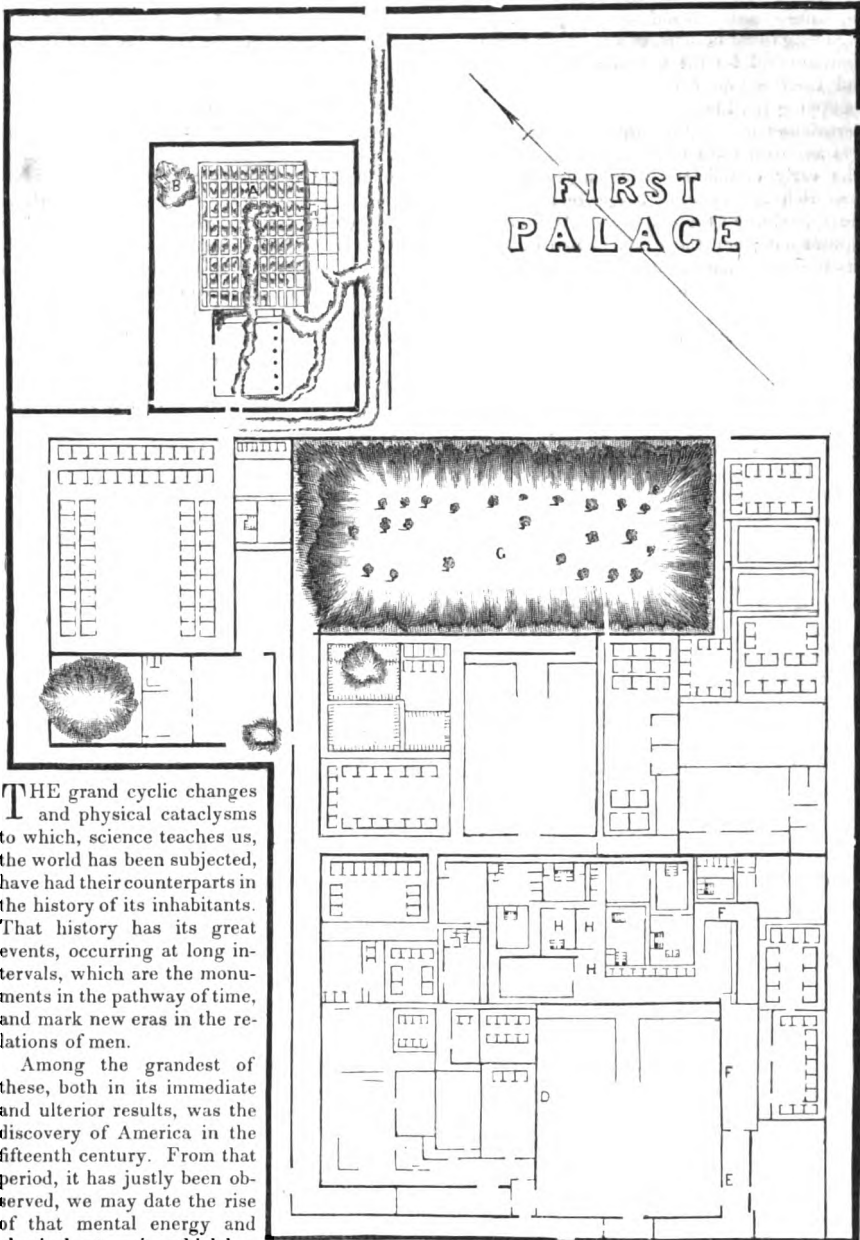 FIRST
PALACE
B
A
G
THE grand cyclic changes
and physical cataclysms
to which, science teaches us,
the world has been subjected,
have had their counterparts in
the history of its inhabitants.
That history has its great
events, occurring at long in-
tervals, which are the monu-
ments in the pathway of time,
and mark new eras in the re-
lations of men.
Among the grandest of
these, both in its immediate
and ulterior results, was the
discovery of America in the
fifteenth century. From that
period, it has justly been ob-
served, we may date the rise
of that mental energy and
F
H H
H
D
F
E